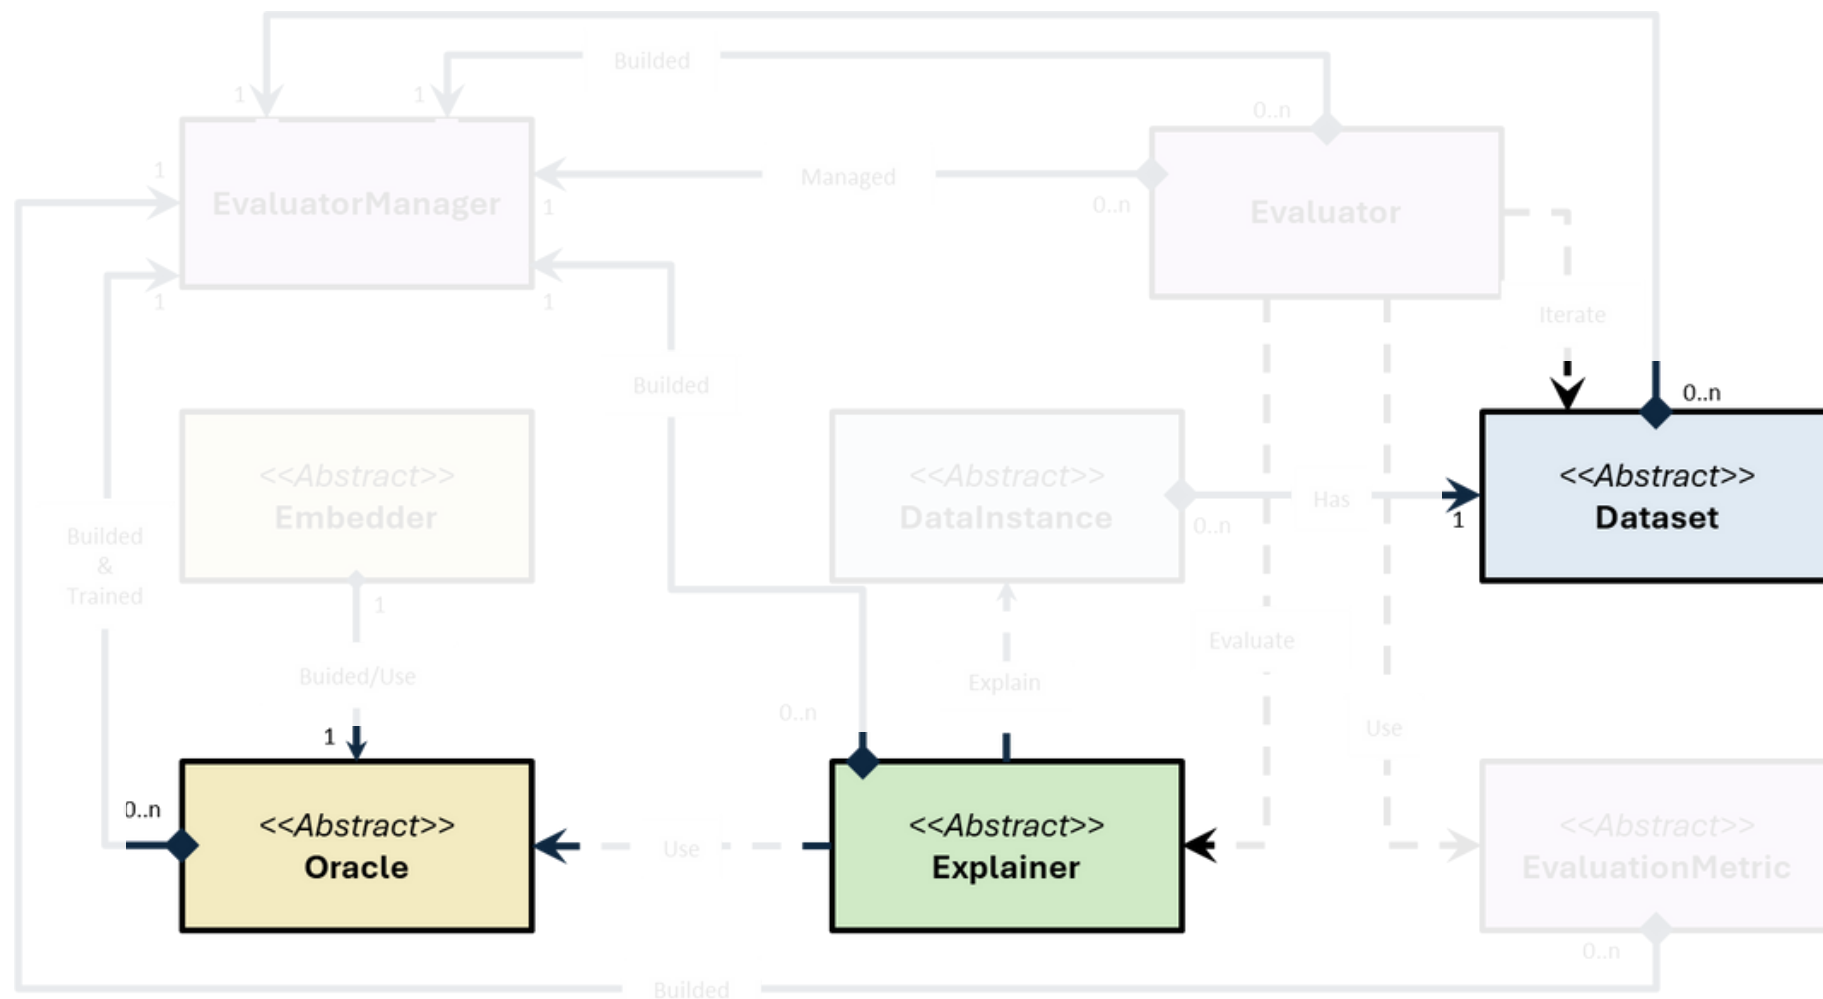 Builded
1
1
0..n
1
Managed
EvaluatorManager
1
0..n
Evaluator
1
1
Iterate
Builded
0..n
<<Abstract>>
Embedder
<<Abstract>>
DataInstance
Has
<<Abstract>>
Dataset
0..n
1
Builded
&
Trained
1
Evaluate
Buided/Use
Explain
0..n
Use
1
0..n
<<Abstract>>
Oracle
Use
<<Abstract>>
Explainer
<<Abstract>>
EvaluationMetric
0..n
Builded